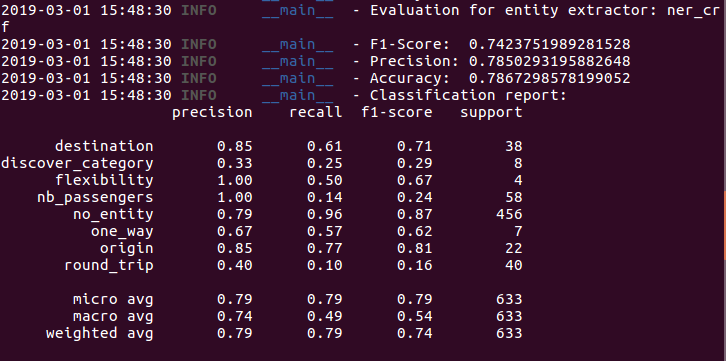 2019-03-01 15:48:30 INFO __main__ - Evaluation for entity extractor: ner_cr
f
2019-03-01 15:48:30 INFO __main__ - F1-Score: 0.7423751989281528
2019-03-01 15:48:30 INFO __main__ - Precision: 0.7850293195882648
2019-03-01 15:48:30 INFO __main__ - Accuracy: 0.7867298578199052
2019-03-01 15:48:30 INFO __main__ - Classification report:
precision recall f1-score support
destination 0.85 0.61 0.71 38
discover_category 0.33 0.25 0.29 8
flexibility 1.00 0.50 0.67 4
nb_passengers 1.00 0.14 0.24 58
no_entity 0.79 0.96 0.87 456
one_way 0.67 0.57 0.62 7
origin 0.85 0.77 0.81 22
round_trip 0.40 0.10 0.16 40
micro avg 0.79 0.79 0.79 633
macro avg 0.74 0.49 0.54 633
weighted avg 0.79 0.79 0.74 633